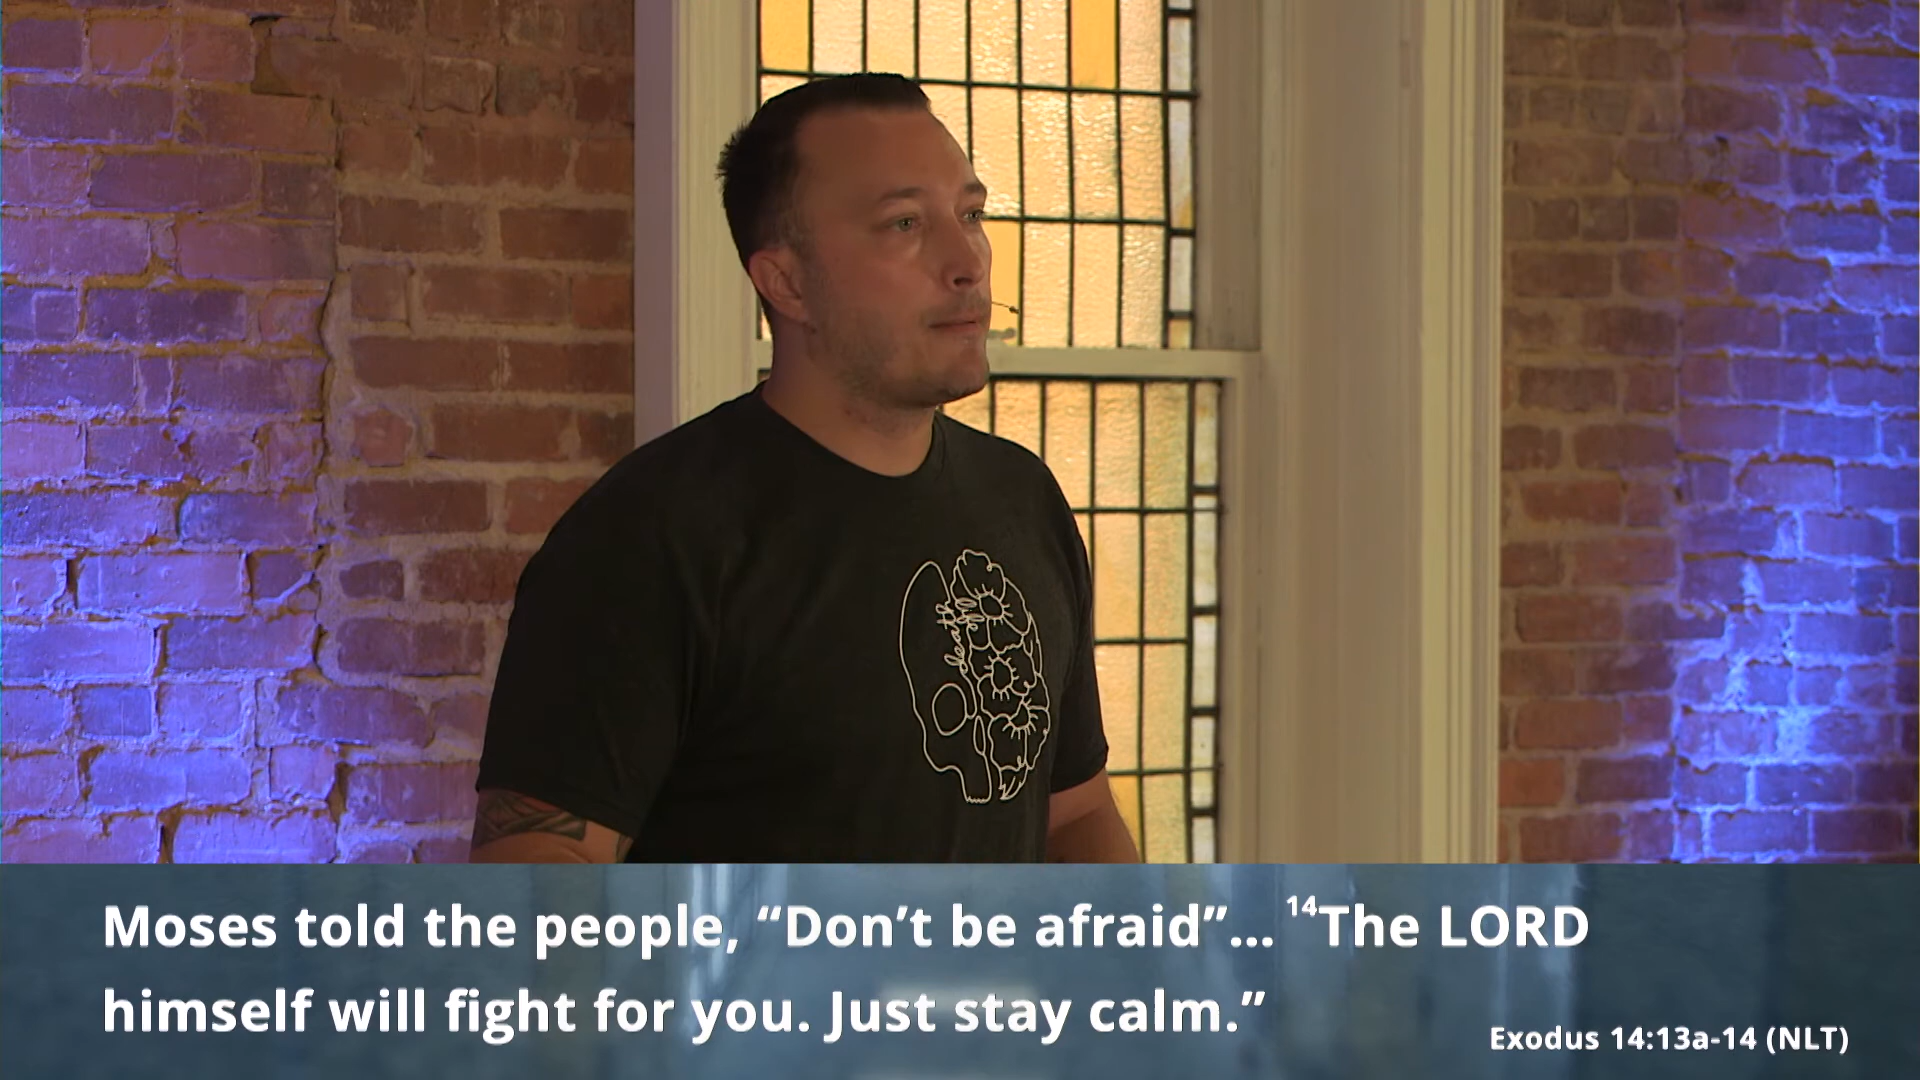 death
Moses told the people, “Don’t be afraid”... ¹⁴The LORD
himself will fight for you. Just stay calm.”
Exodus 14:13a-14 (NLT)